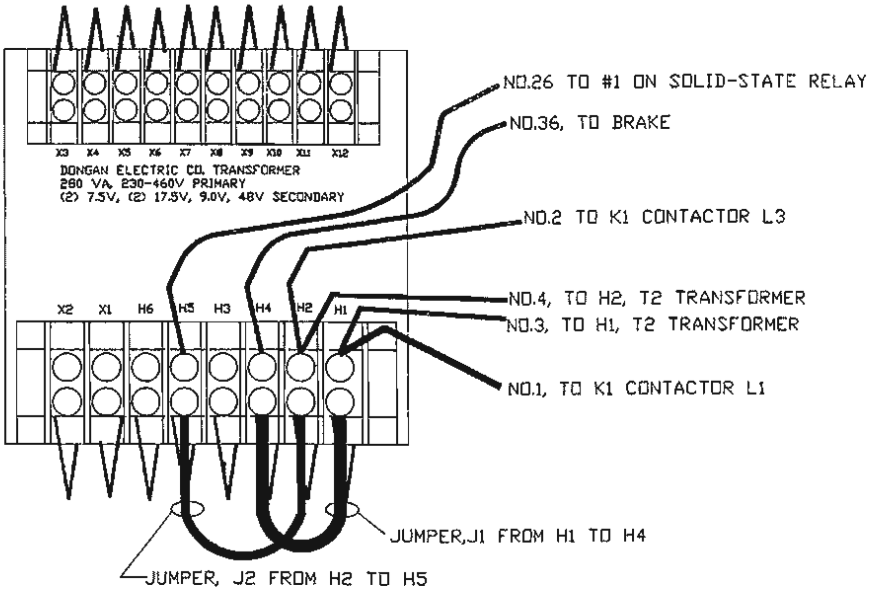 X3 X4 X5 X6 X7 X8 X9 X10 X11 X12
DONGAN ELECTRIC CO. TRANSFORMER
280 VA, 230-460V PRIMARY
(2) 7.5V, (2) 17.5V, 9.0V, 48V SECONDARY
NO.26 TO #1 ON SOLID-STATE RELAY
NO.36, TO BRAKE
NO.2 TO K1 CONTACTOR L3
NO.4, TO H2, T2 TRANSFORMER
NO.3, TO H1, T2 TRANSFORMER
NO.1, TO K1 CONTACTOR L1
X2 X1 H6 H5 H3 H4 H2 H1
JUMPER,J1 FROM H1 TO H4
JUMPER, J2 FROM H2 TO H5